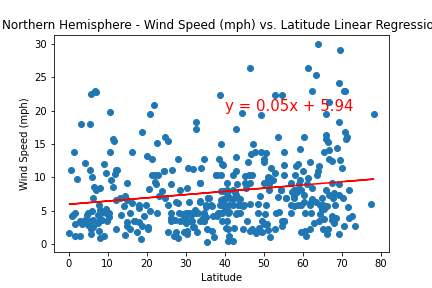 Northern Hemisphere - Wind Speed (mph) vs. Latitude Linear Regressio
30
25
20
15
10
5
0
Wind Speed (mph)
y = 0.05x + 5.94
0 10 20 30 40 50 60 70 80
Latitude